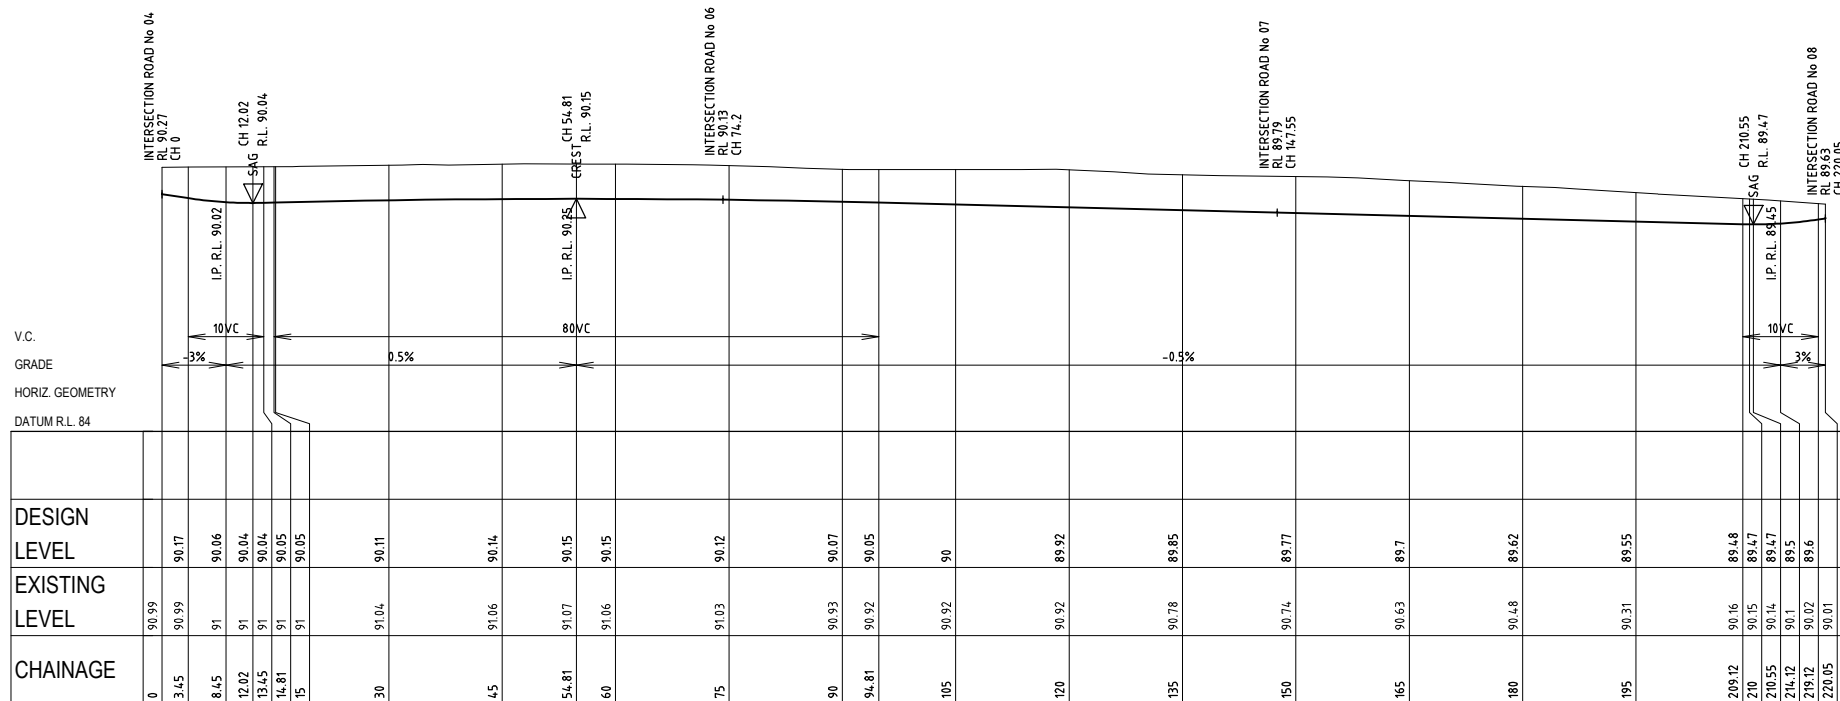 INTERSECTION ROAD No 04
RL 90.27
CH 0
SAG CH 12.02
R.L. 90.04
CREST CH 54.81
R.L. 90.15
INTERSECTION ROAD No 06
RL 90.13
CH 74.2
INTERSECTION ROAD No 07
RL 89.79
CH 147.55
SAG CH 210.55
R.L. 89.47
INTERSECTION ROAD No 08
RL 89.63
CH 220.05
I.P. R.L. 90.02
I.P. R.L. 90.25
I.P. R.L. 89.45
V.C. 10VC 80VC 10VC
GRADE -3% 0.5% -0.5% 3%
HORIZ. GEOMETRY
DATUM R.L. 84
DESIGN
LEVEL 90.17 90.06 90.04 90.04 90.05 90.05 90.11 90.14 90.15 90.15 90.12 90.07 90.05 90 89.92 89.85 89.77 89.7 89.62 89.55 89.48 89.47 89.47 89.5 89.6
EXISTING
LEVEL 90.99 90.99 91 91 91 91 91 91.04 91.06 91.07 91.06 91.03 90.93 90.92 90.92 90.92 90.78 90.74 90.63 90.48 90.31 90.16 90.15 90.14 90.1 90.02 90.01
CHAINAGE 0 3.45 8.45 12.02 13.45 14.81 15 30 45 54.81 60 75 90 94.81 105 120 135 150 165 180 195 209.12 210 210.55 214.12 219.12 220.05